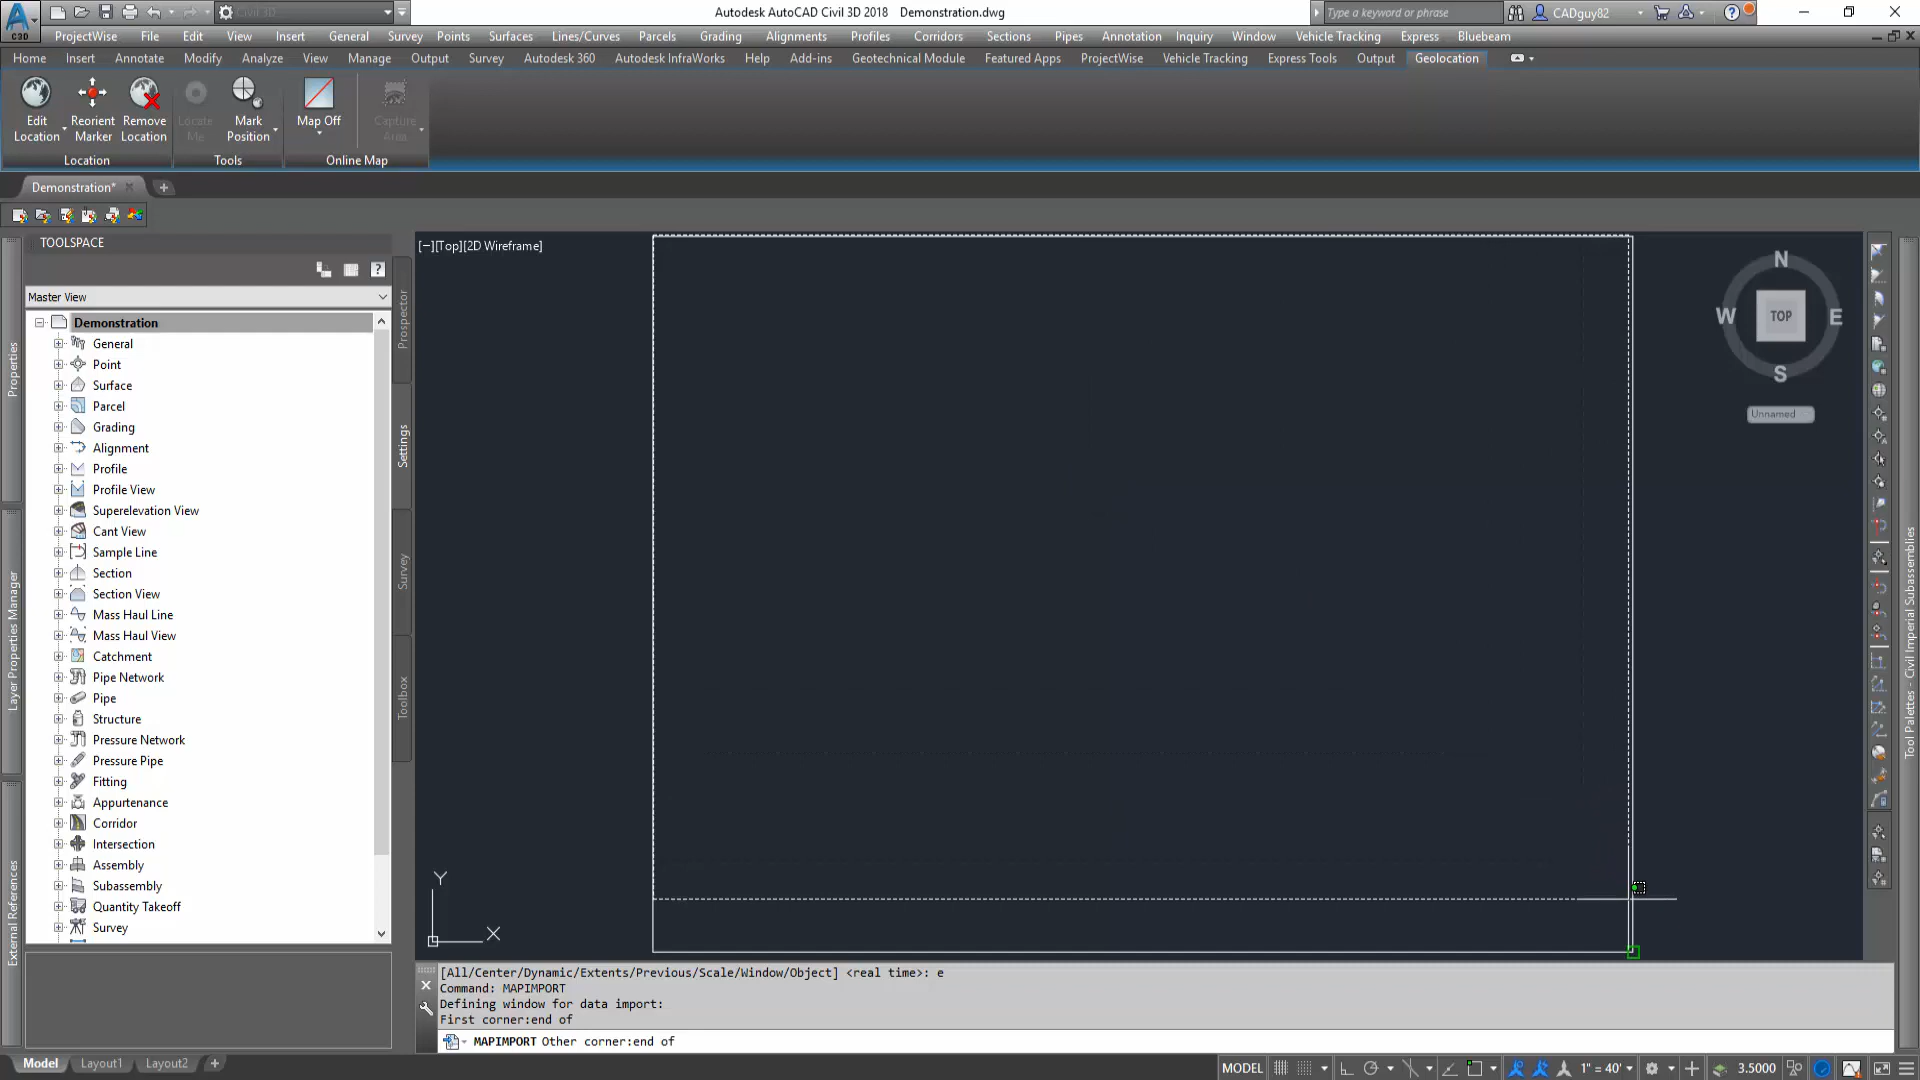 Civil 3D
Autodesk AutoCAD Civil 3D 2018 Demonstration.dwg
Type a keyword or phrase
CADguy82
C3D
ProjectWise File Edit View Insert General Survey Points Surfaces Lines/Curves Parcels Grading Alignments Profiles Corridors Sections Pipes Annotation Inquiry Window Vehicle Tracking Express Bluebeam
Home Insert Annotate Modify Analyze View Manage Output Survey Autodesk 360 Autodesk InfraWorks Help Add-ins Geotechnical Module Featured Apps ProjectWise Vehicle Tracking Express Tools Output Geolocation
Edit Location
Reorient Marker
Remove Location
Locate Me
Mark Position
Map Off
Capture Area
Location Tools Online Map
Demonstration*
TOOLSPACE
Master View
Demonstration
General
Point
Surface
Parcel
Grading
Alignment
Profile
Profile View
Superelevation View
Cant View
Sample Line
Section
Section View
Mass Haul Line
Mass Haul View
Catchment
Pipe Network
Pipe
Structure
Pressure Network
Pressure Pipe
Fitting
Appurtenance
Corridor
Intersection
Assembly
Subassembly
Quantity Takeoff
Survey
Properties
Layer Properties Manager
External References
Prospector
Settings
Survey
Toolbox
[−][Top][2D Wireframe]
N
W TOP E
S
Unnamed
Tool Palettes - Civil Imperial Subassemblies
Y
X
[All/Center/Dynamic/Extents/Previous/Scale/Window/Object] <real time>: e
Command: MAPIMPORT
Defining window for data import:
First corner:end of
MAPIMPORT Other corner:end of
Model Layout1 Layout2
MODEL 1" = 40' 3.5000